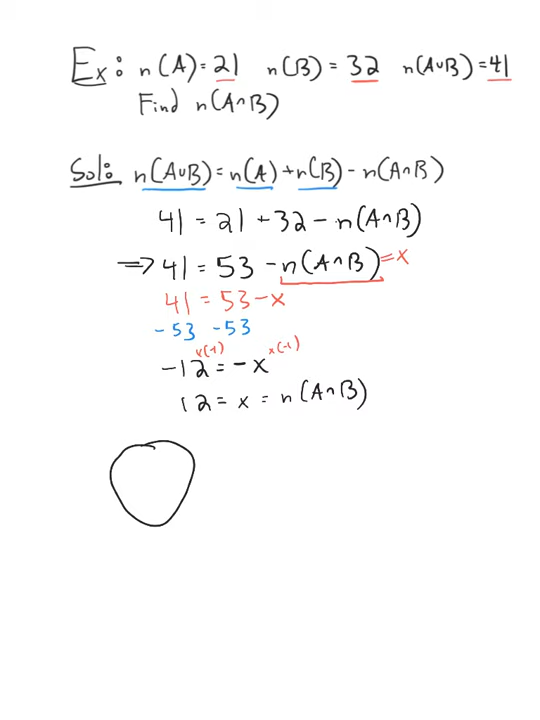 Ex: n(A) = 21 n(B) = 32 n(A∪B) = 41
Find n(A∩B)
Sol: n(A∪B) = n(A) + n(B) - n(A∩B)
41 = 21 + 32 - n(A∩B)
⇒ 41 = 53 - n(A∩B) = x
41 = 53 - x
-53 -53
-12 x(-1) = -x x(-1)
12 = x = n(A∩B)